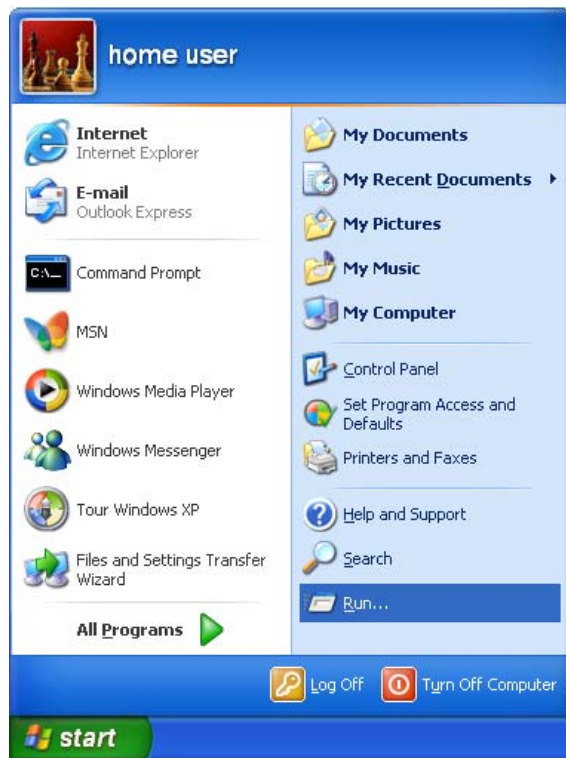 home user
Internet
Internet Explorer
E-mail
Outlook Express
C:\_
Command Prompt
MSN
Windows Media Player
Windows Messenger
Tour Windows XP
Files and Settings Transfer
Wizard
All Programs
My Documents
My Recent Documents
My Pictures
My Music
My Computer
Control Panel
Set Program Access and
Defaults
Printers and Faxes
Help and Support
Search
Run...
Log Off
Turn Off Computer
start